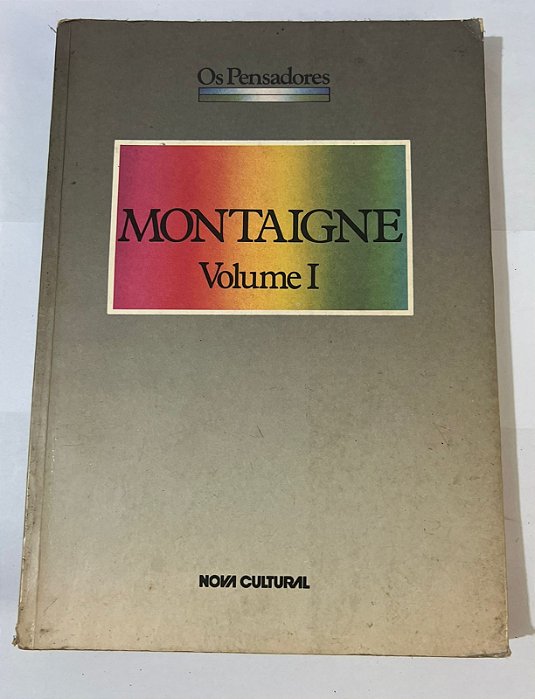 Os Pensadores
MONTAIGNE
Volume I
NOVA CULTURAL